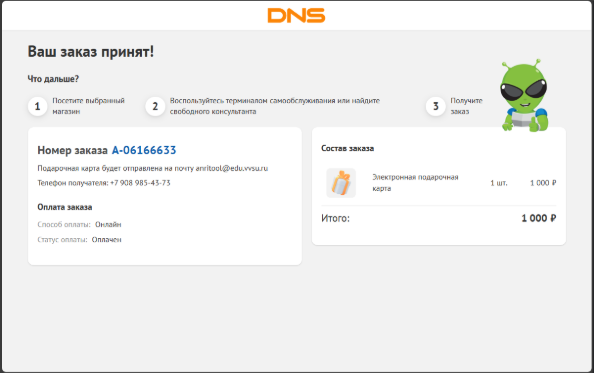 DNS
Ваш заказ принят!
Что дальше?
1 Посетите выбранный
магазин
2 Воспользуйтесь терминалом самообслуживания или найдите
свободного консультанта
3 Получите
заказ
Номер заказа A-06166633
Подарочная карта будет отправлена на почту anritool@edu.vvsu.ru
Телефон получателя: +7 908 985-43-73
Оплата заказа
Способ оплаты: Онлайн
Статус оплаты: Оплачен
Состав заказа
Электронная подарочная
карта
1 шт. 1 000 ₽
Итого: 1 000 ₽